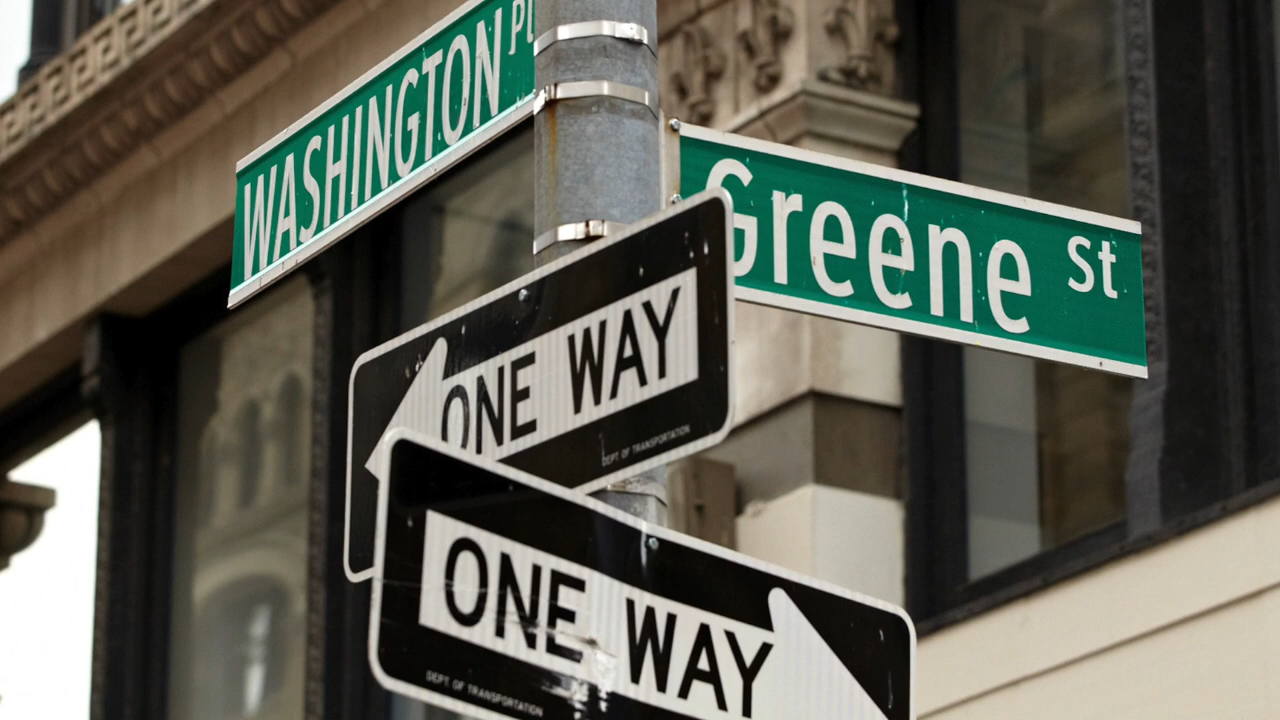 WASHINGTON PL
Greene St
ONE WAY
DEPT OF TRANSPORTATION
ONE WAY
DEPT OF TRANSPORTATION